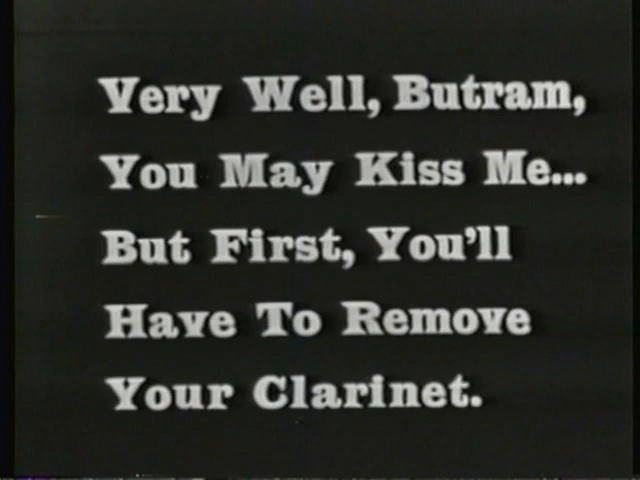 Very Well, Butram,
You May Kiss Me...
But First, You'll
Have To Remove
Your Clarinet.